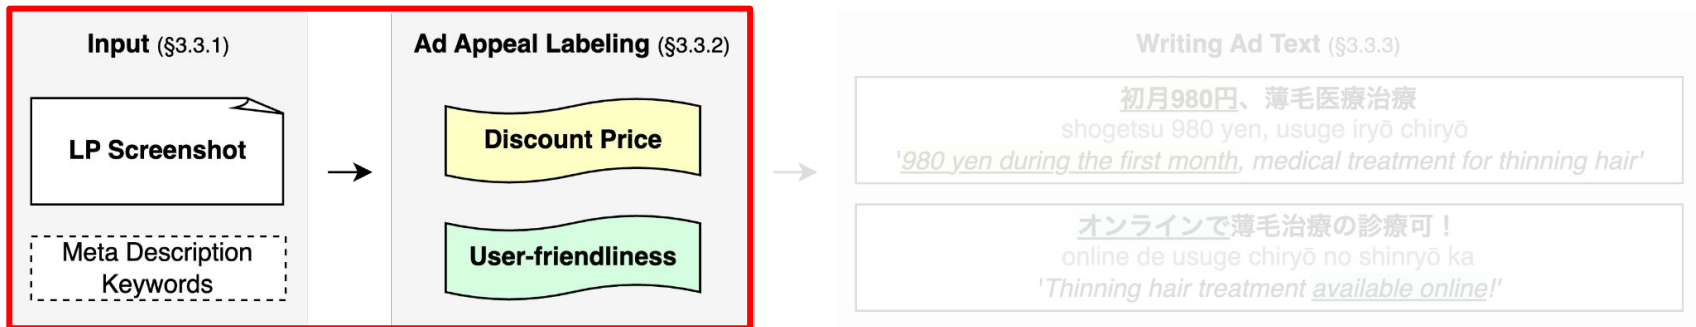 Input (§3.3.1)
LP Screenshot
Meta Description
Keywords
Ad Appeal Labeling (§3.3.2)
Discount Price
User-friendliness
Writing Ad Text (§3.3.3)
初月980円、薄毛医療治療
shogetsu 980 yen, usuge iryō chiryō
'980 yen during the first month, medical treatment for thinning hair'
オンラインで薄毛治療の診療可！
online de usuge chiryō no shinryō ka
'Thinning hair treatment available online!'